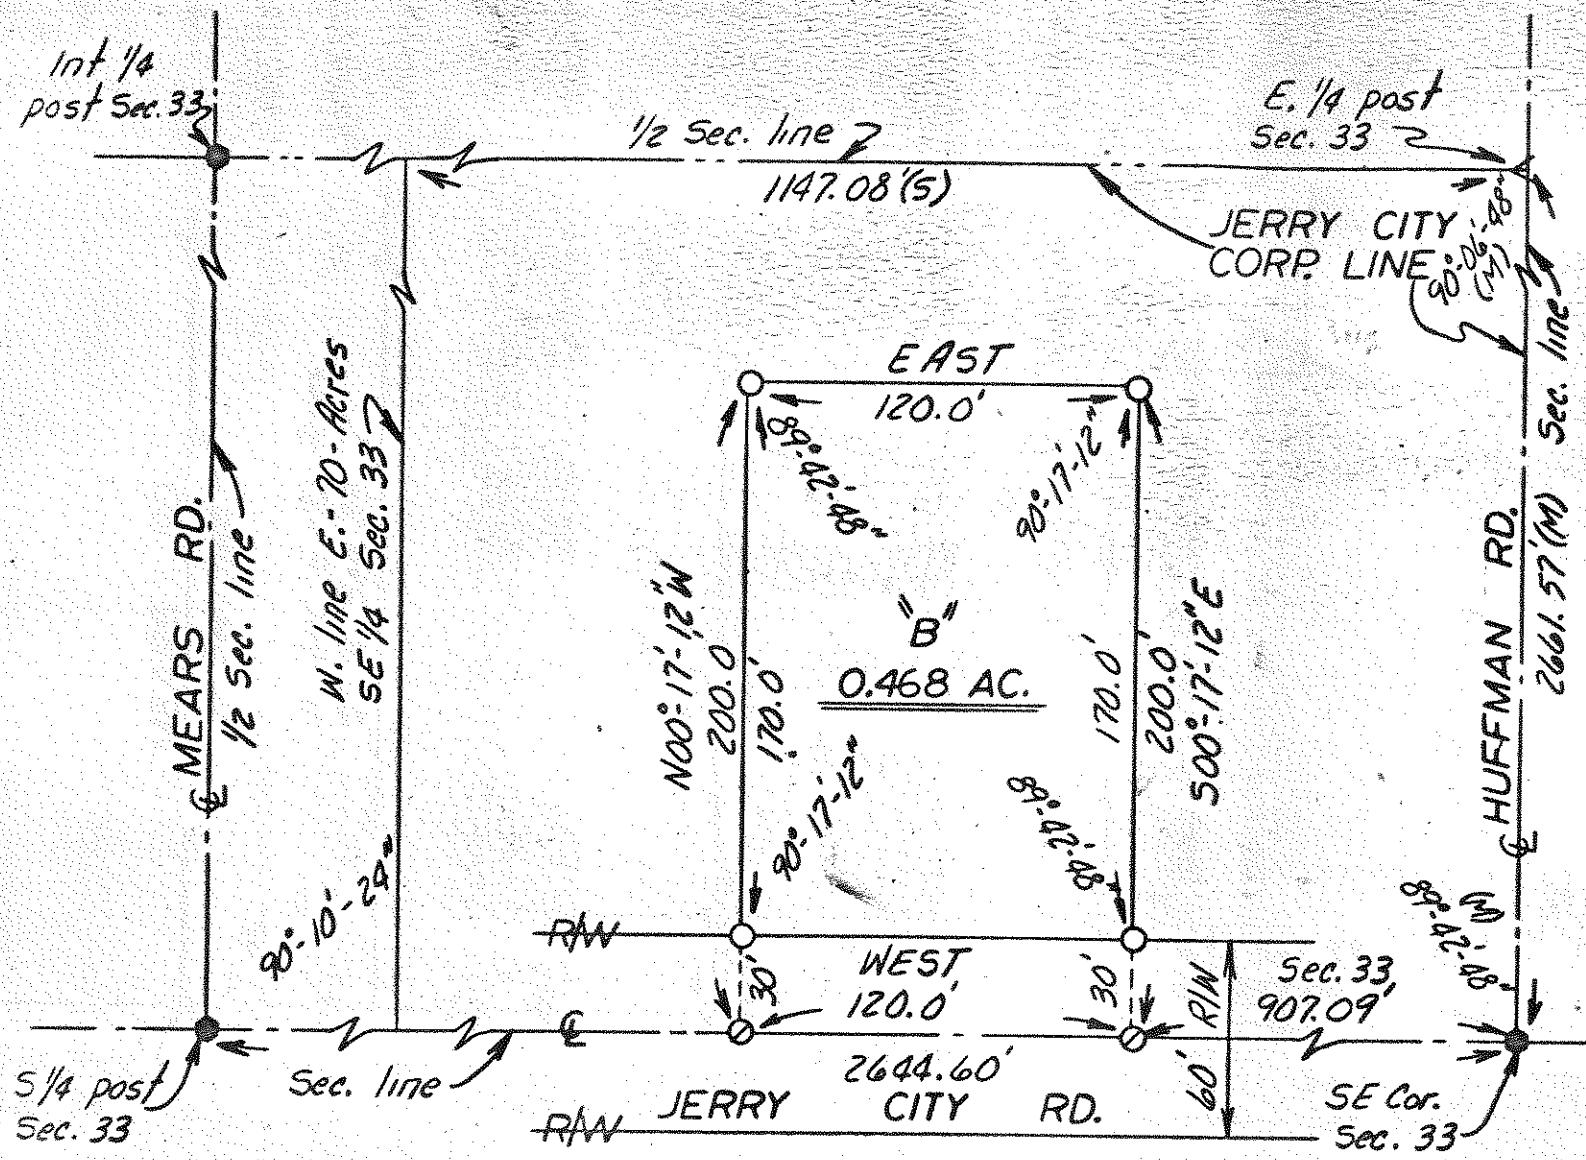 Int 1/4
post Sec. 33
E. 1/4 post
Sec. 33
1/2 Sec. line
1147.08'(S)
JERRY CITY
CORP. LINE
90°-06'-48"
(M)
Sec. line
EAST
120.0'
89°-42'-48"
90°-17'-12"
W. line E.-70-Acres
SE 1/4 Sec. 33
MEARS RD.
1/2 Sec. line
N00°-17'-12"W
200.0'
170.0'
"B"
0.468 AC.
170.0'
200.0'
S00°-17'-12"E
HUFFMAN RD.
2661.57'(M)
90°-17'-12"
89°-42'-48"
90°-10'-24"
(M)
R/W
WEST
120.0'
30'
30'
R/W
60'
Sec. 33
907.09'
2644.60'
S 1/4 post
Sec. 33
Sec. line
R/W
JERRY CITY RD.
SE Cor.
Sec. 33